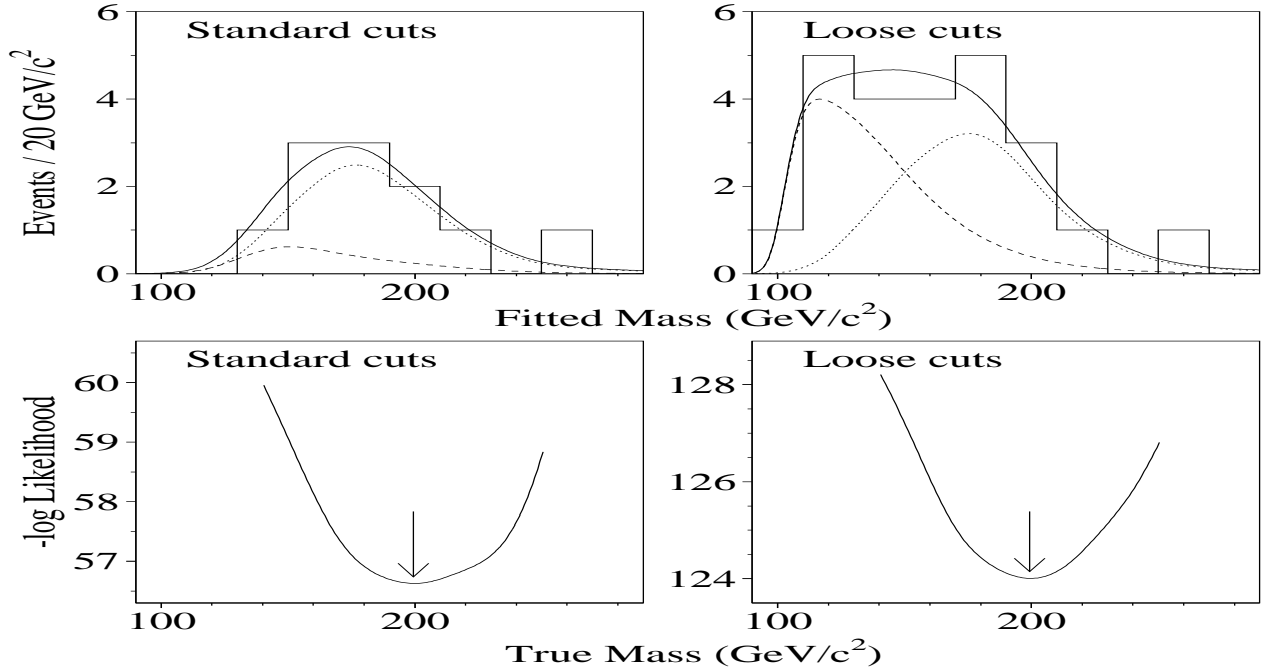 Standard cuts
Loose cuts
Events / 20 GeV/c²
6
4
2
0
100
200
6
4
2
0
100
200
Fitted Mass (GeV/c²)
Standard cuts
Loose cuts
-log Likelihood
60
59
58
57
100
200
128
126
124
100
200
True Mass (GeV/c²)